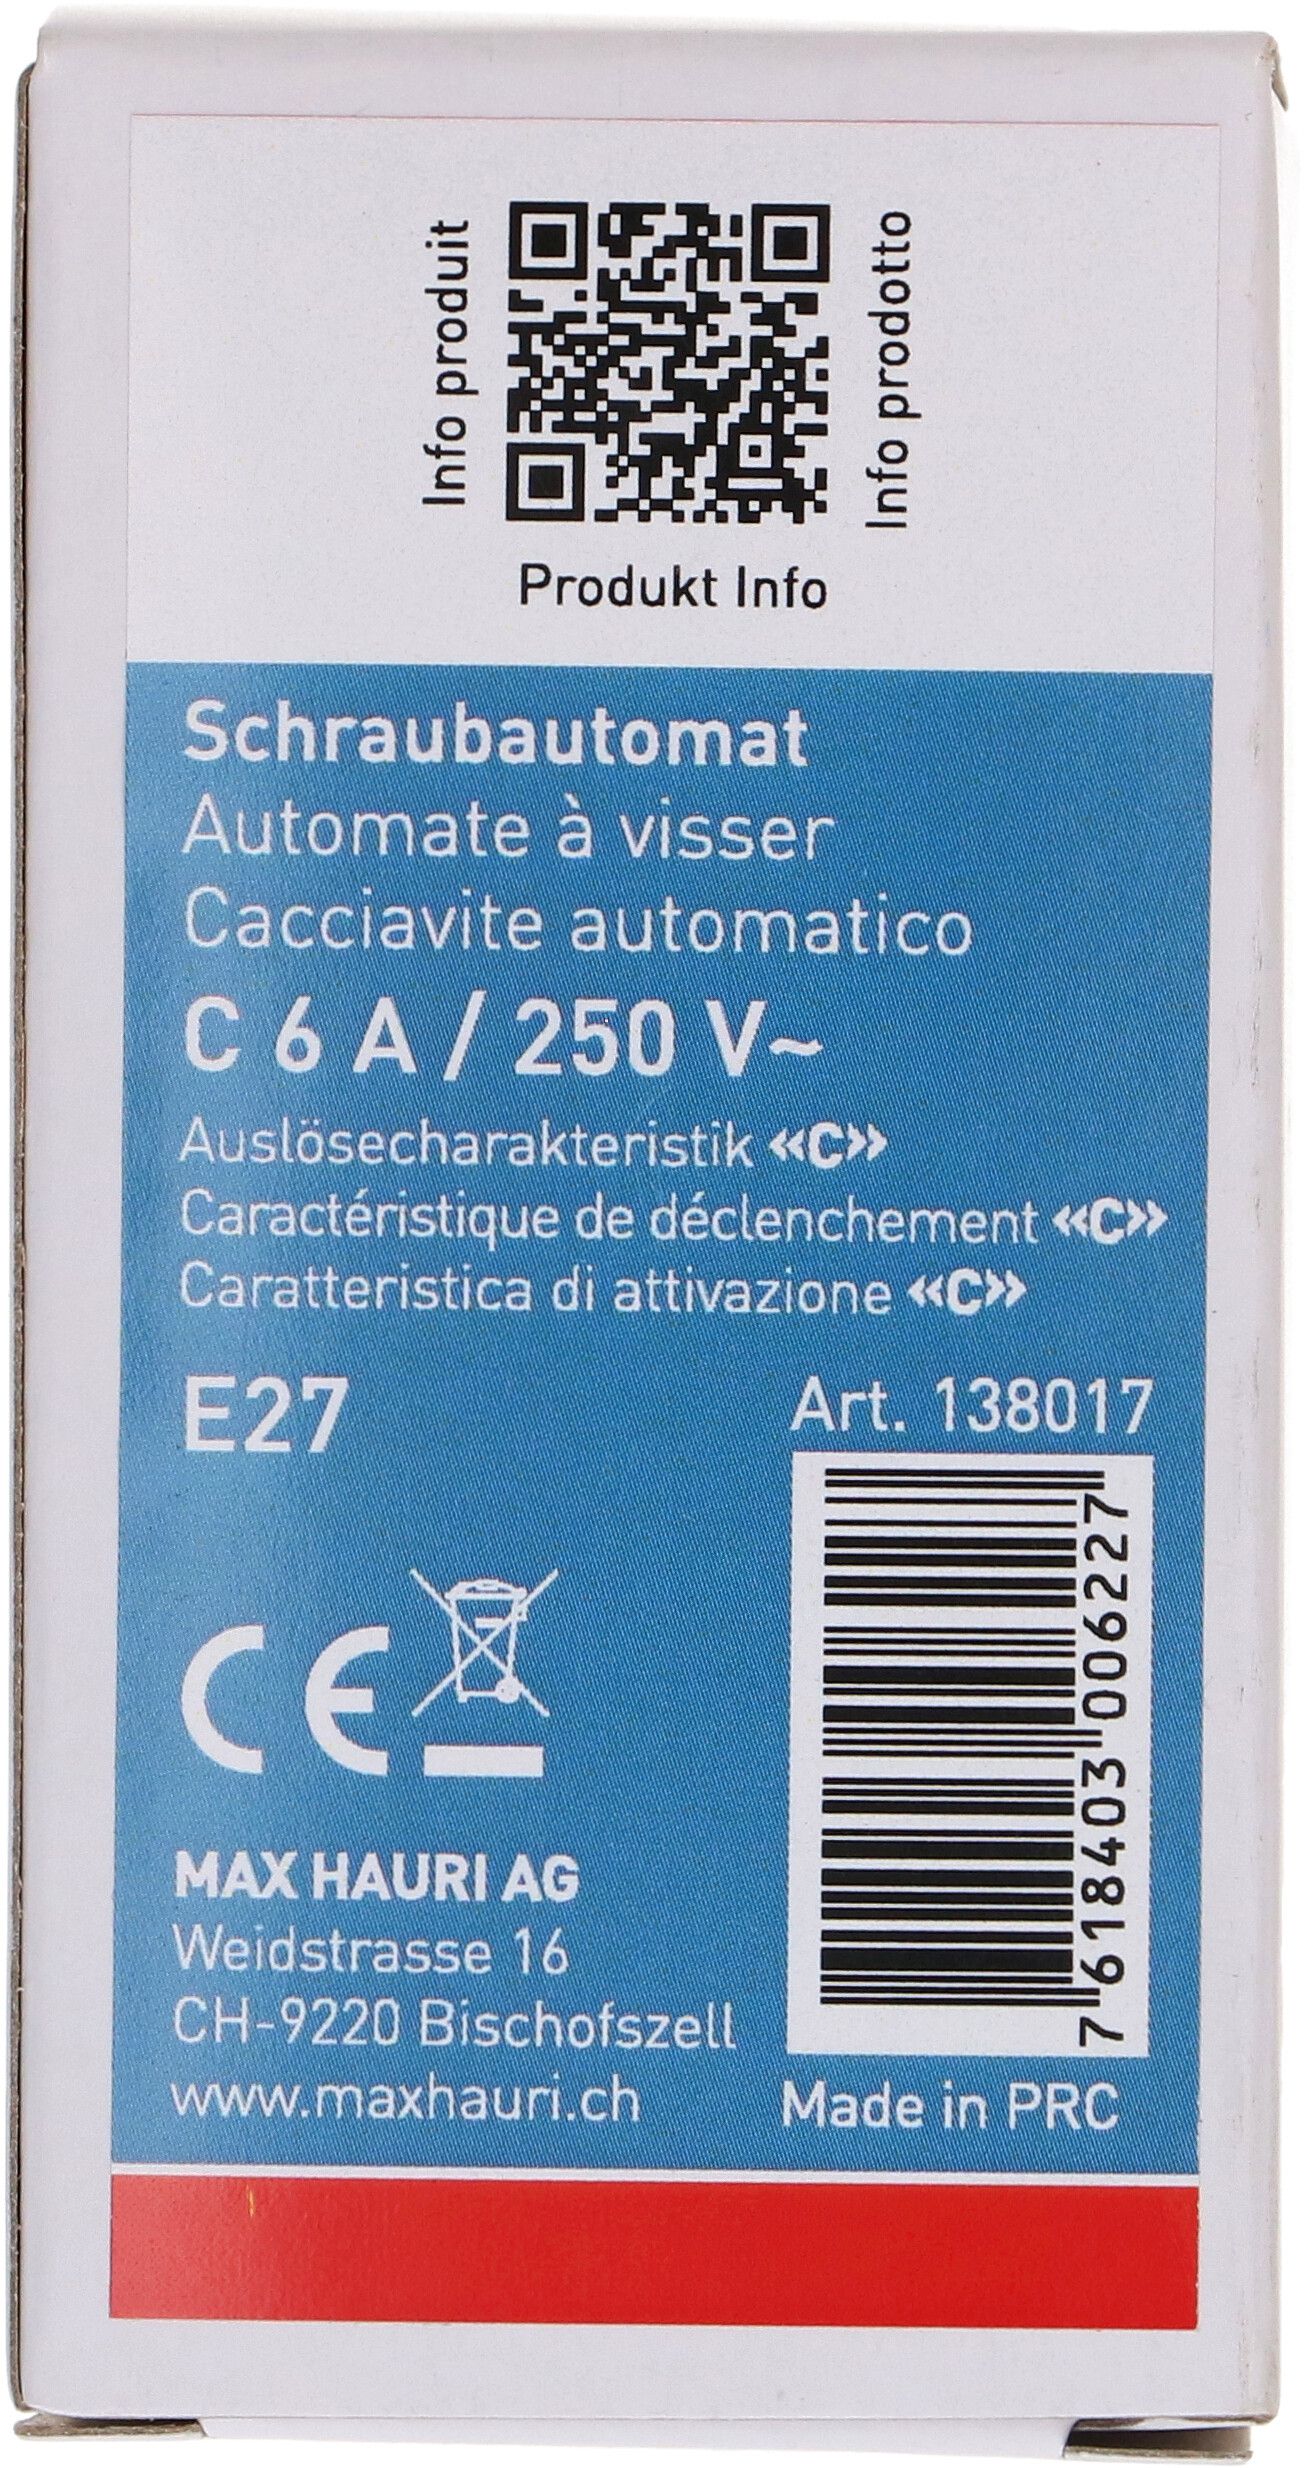 Info produit
Info prodotto
Produkt Info
Schraubautomat
Automate à visser
Cacciavite automatico
C 6 A / 250 V~
Auslösecharakteristik «C»
Caractéristique de déclenchement «C»
Caratteristica di attivazione «C»
E27
Art. 138017
7 618403 006227
CE
MAX HAURI AG
Weidstrasse 16
CH-9220 Bischofszell
www.maxhauri.ch
Made in PRC